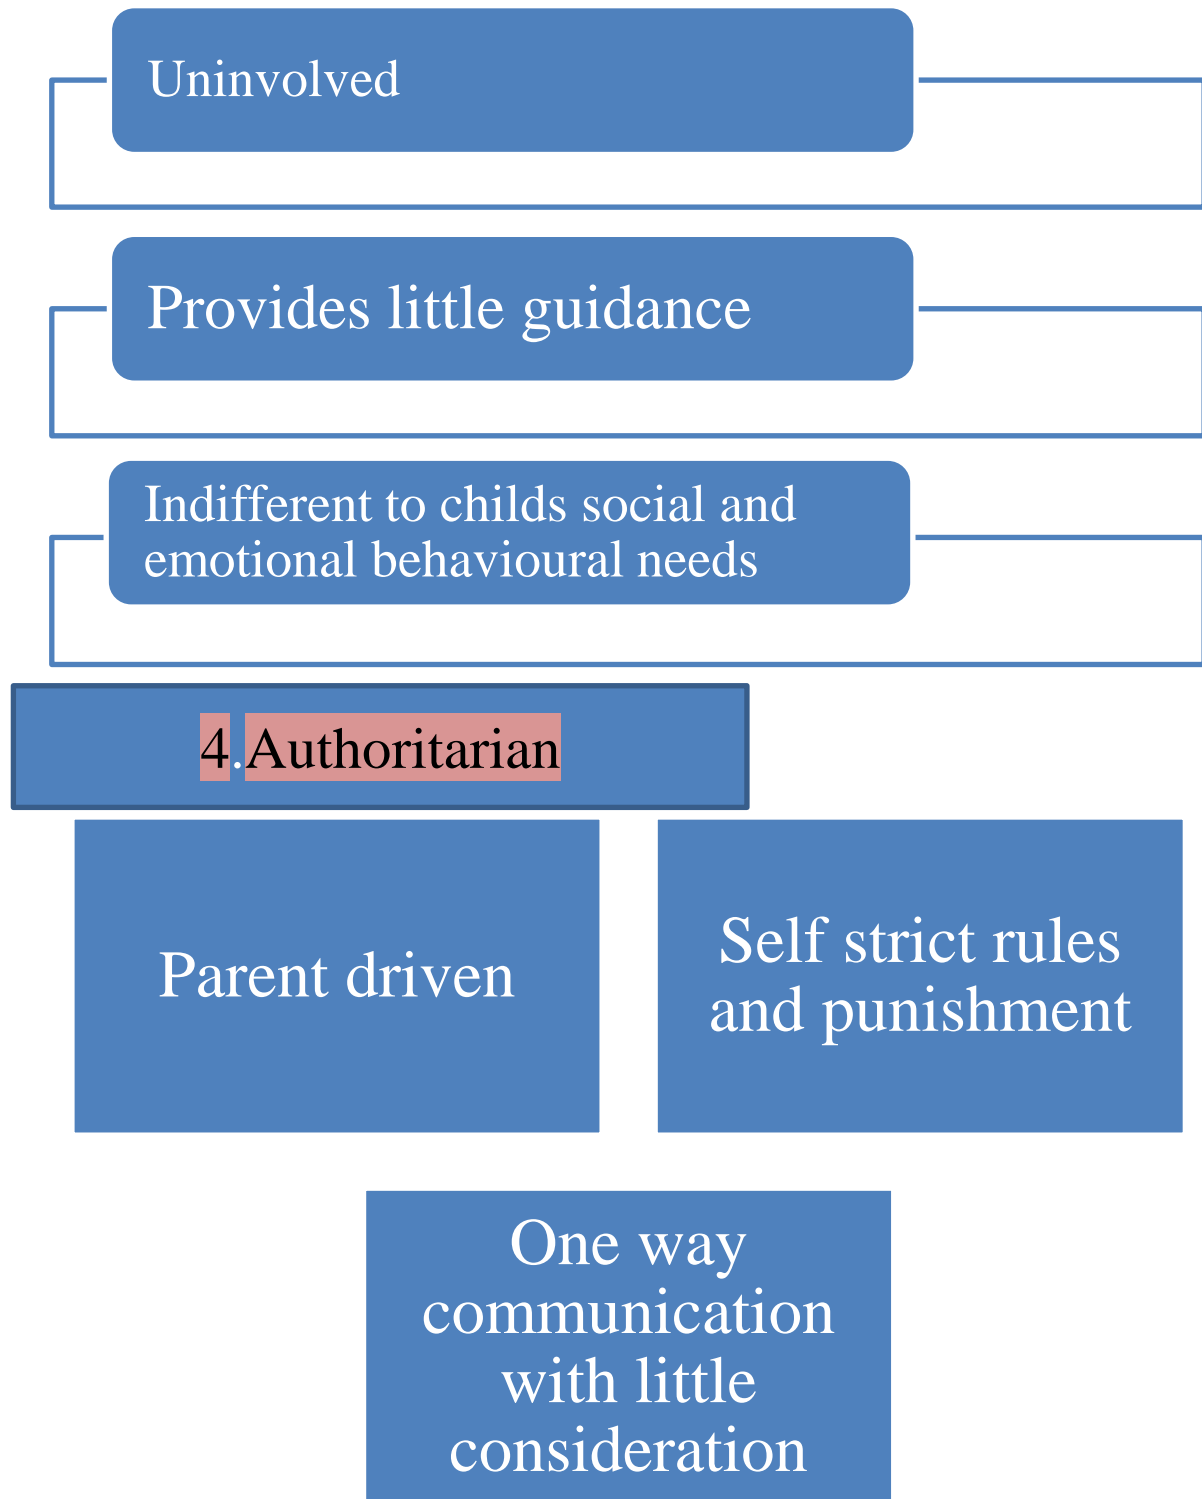 Uninvolved
Provides little guidance
Indifferent to childs social and
emotional behavioural needs
4.Authoritarian
Parent driven
Self strict rules
and punishment
One way
communication
with little
consideration